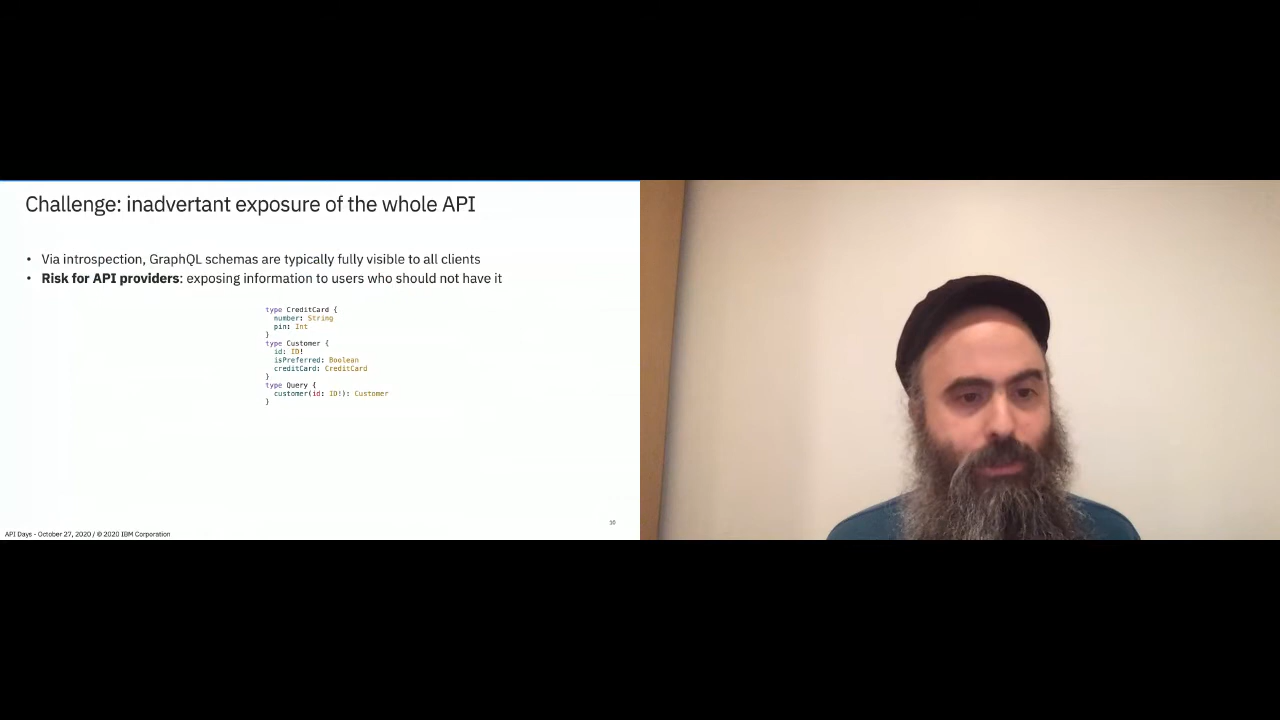 Challenge: inadvertant exposure of the whole API
• Via introspection, GraphQL schemas are typically fully visible to all clients
• Risk for API providers: exposing information to users who should not have it
type CreditCard {
number: String
pin: Int
}
type Customer {
id: ID!
isPreferred: Boolean
creditCard: CreditCard
}
type Query {
customer(id: ID!): Customer
}
10
API Days - October 27, 2020 / © 2020 IBM Corporation